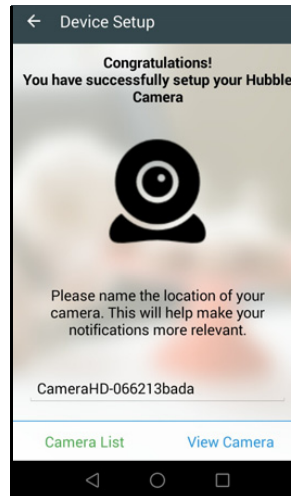 Device Setup
Congratulations!
You have successfully setup your Hubble
Camera
Please name the location of your
camera. This will help make your
notifications more relevant.
CameraHD-066213bada
Camera List
View Camera